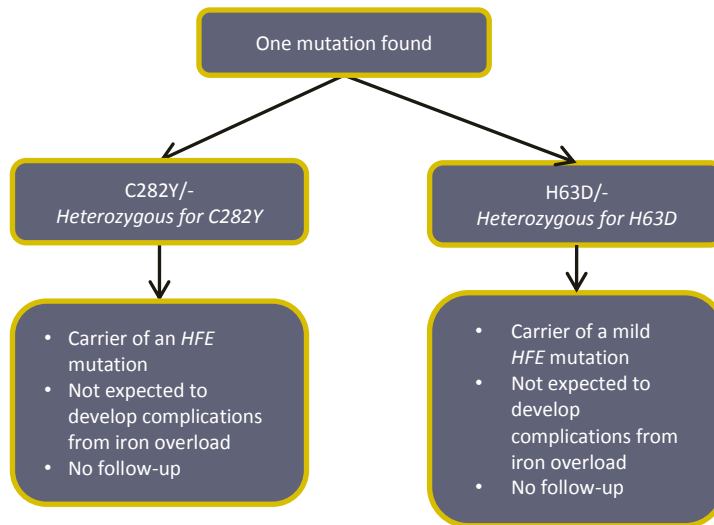 One mutation found
C282Y/-
Heterozygous for C282Y
H63D/-
Heterozygous for H63D
• Carrier of an HFE
mutation
• Not expected to
develop complications
from iron overload
• No follow-up
• Carrier of a mild
HFE mutation
• Not expected to
develop
complications from
iron overload
• No follow-up